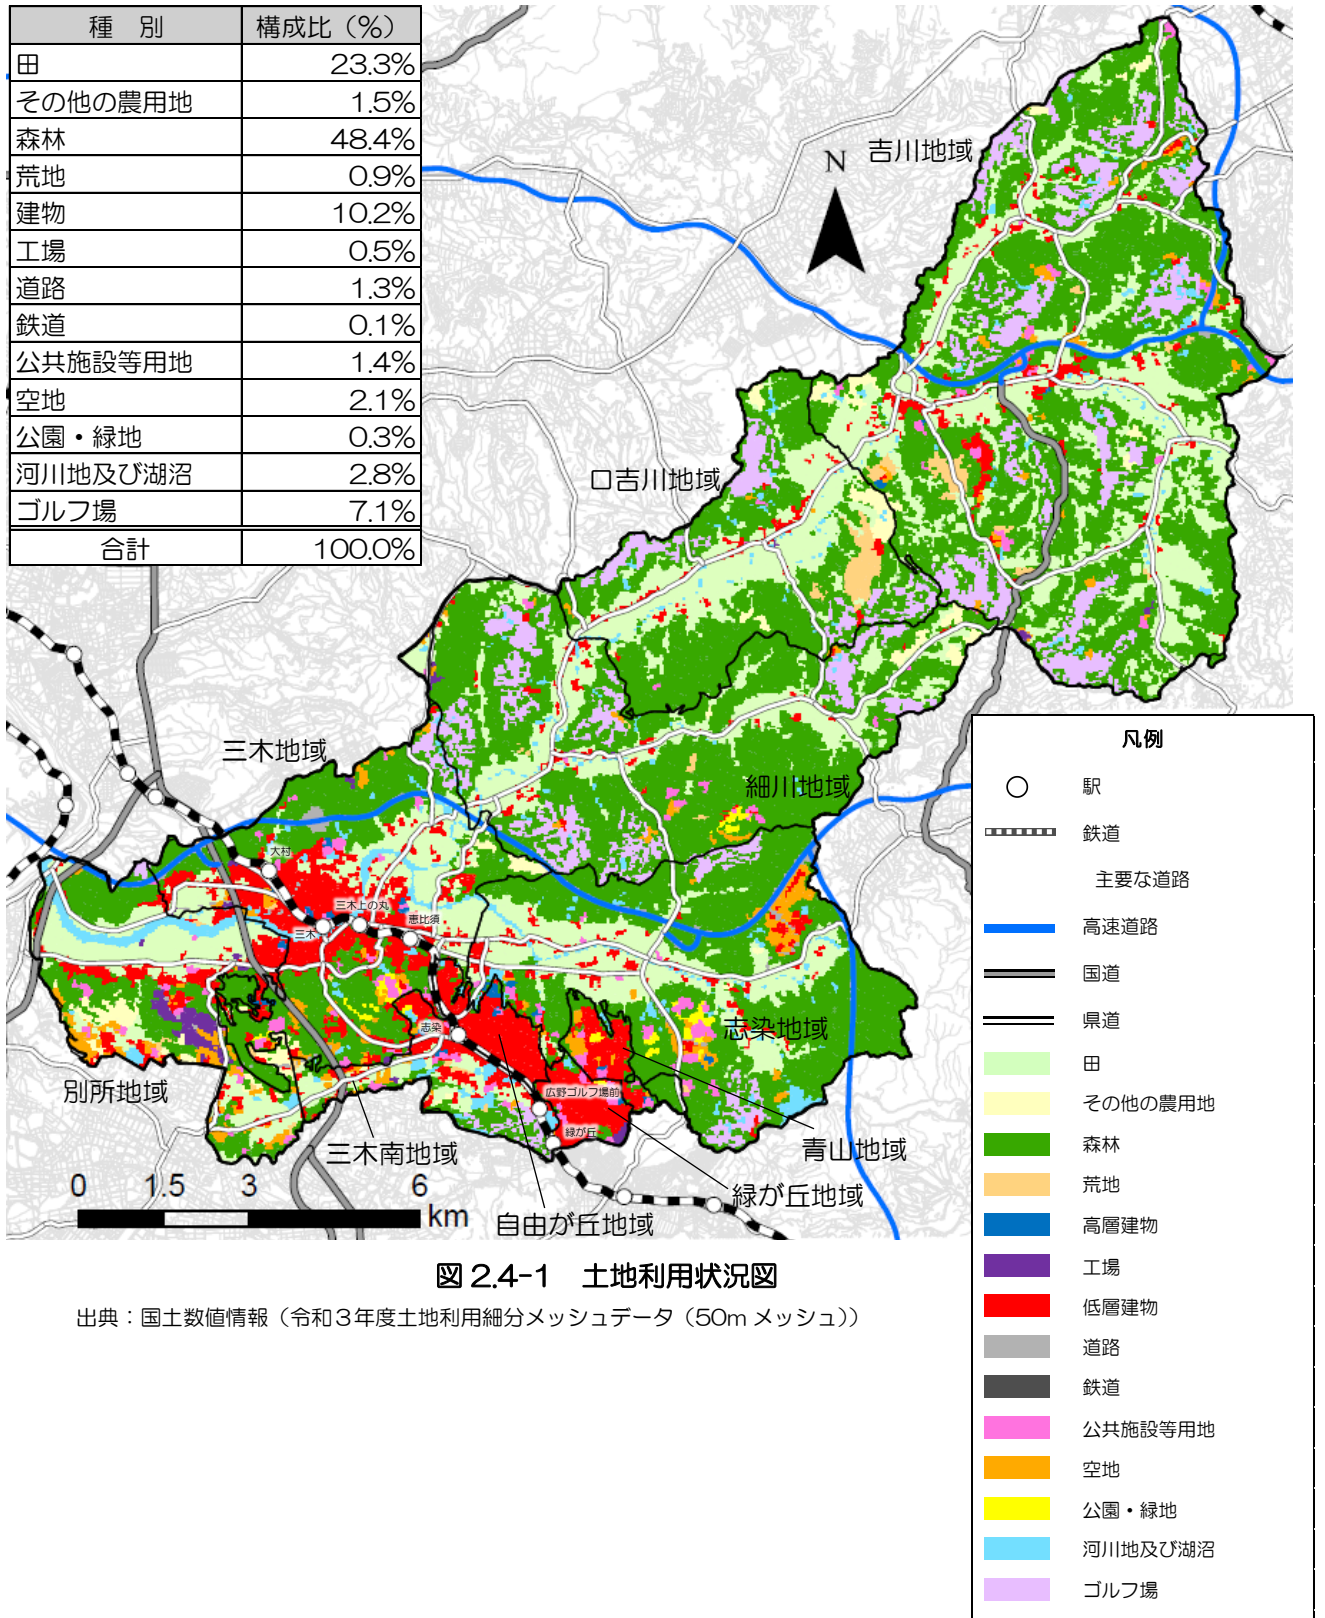 種　別　構成比（%）
田　23.3%
その他の農用地　1.5%
森林　48.4%
荒地　0.9%
建物　10.2%
工場　0.5%
道路　1.3%
鉄道　0.1%
公共施設等用地　1.4%
空地　2.1%
公園・緑地　0.3%
河川地及び湖沼　2.8%
ゴルフ場　7.1%
合計　100.0%
N
吉川地域
口吉川地域
三木地域
細川地域
大村
三木上の丸
恵比須
三木
志染
志染地域
別所地域
広野ゴルフ場前
緑が丘
三木南地域
青山地域
緑が丘地域
自由が丘地域
0　1.5　3　6
km
凡例
駅
鉄道
主要な道路
高速道路
国道
県道
田
その他の農用地
森林
荒地
高層建物
工場
低層建物
道路
鉄道
公共施設等用地
空地
公園・緑地
河川地及び湖沼
ゴルフ場
図 2.4-1　土地利用状況図
出典：国土数値情報（令和３年度土地利用細分メッシュデータ（50m メッシュ））